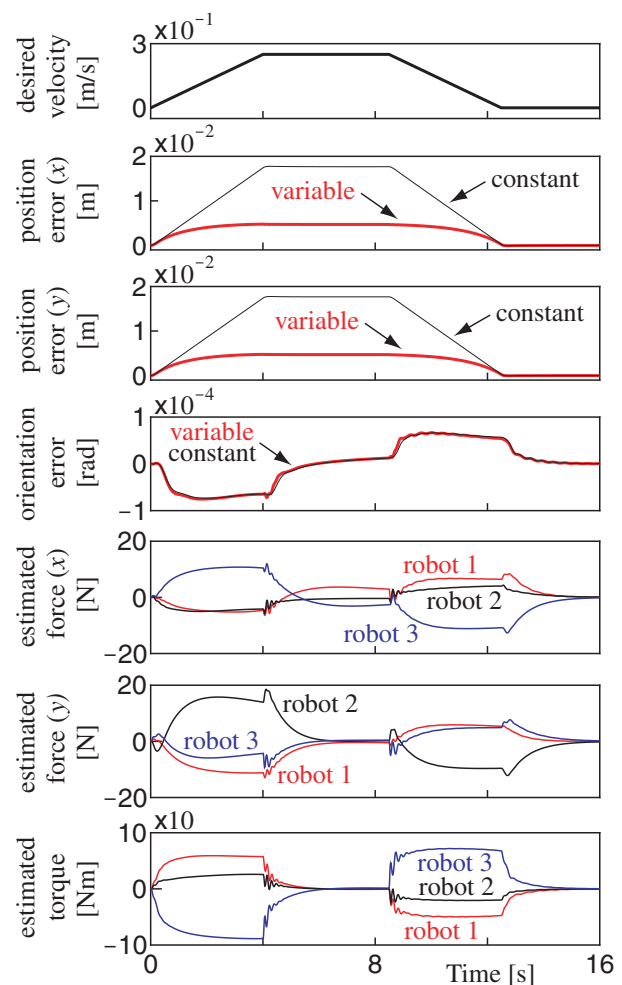 x10⁻¹
desired
velocity
[m/s]
3
0
x10⁻²
position
error (x)
[m]
2
0
variable
constant
x10⁻²
position
error (y)
[m]
2
0
variable
constant
x10⁻⁴
orientation
error
[rad]
1
0
-1
variable
constant
estimated
force (x)
[N]
20
0
-20
robot 1
robot 2
robot 3
estimated
force (y)
[N]
20
0
-20
robot 2
robot 3
robot 1
x10
estimated
torque
[Nm]
10
0
-10
robot 3
robot 2
robot 1
0 8 16
Time [s]